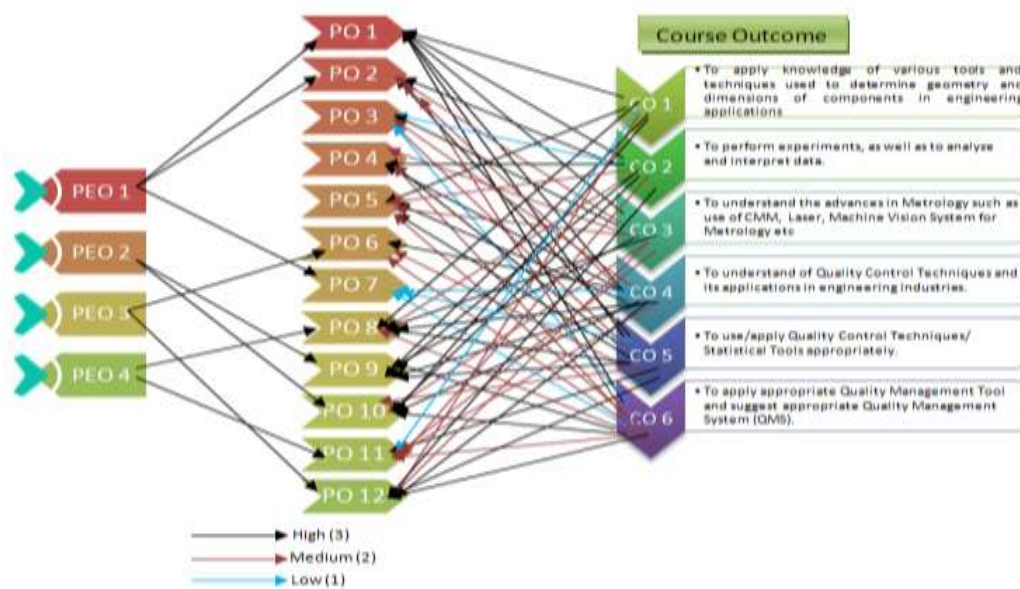 PEO 1
PEO 2
PEO 3
PEO 4
PO 1
PO 2
PO 3
PO 4
PO 5
PO 6
PO 7
PO 8
PO 9
PO 10
PO 11
PO 12
Course Outcome
CO 1
• To apply knowledge of various tools and
techniques used to determine geometry and
dimensions of components in engineering
applications
CO 2
• To perform experiments, as well as to analyze
and interpret data.
CO 3
• To understand the advances in Metrology such as
use of CMM, Laser, Machine Vision System for
Metrology etc
CO 4
• To understand of Quality Control Techniques and
its applications in engineering industries.
CO 5
• To use/apply Quality Control Techniques/
Statistical Tools appropriately.
CO 6
• To apply appropriate Quality Management Tool
and suggest appropriate Quality Management
System (QMS).
High (3)
Medium (2)
Low (1)